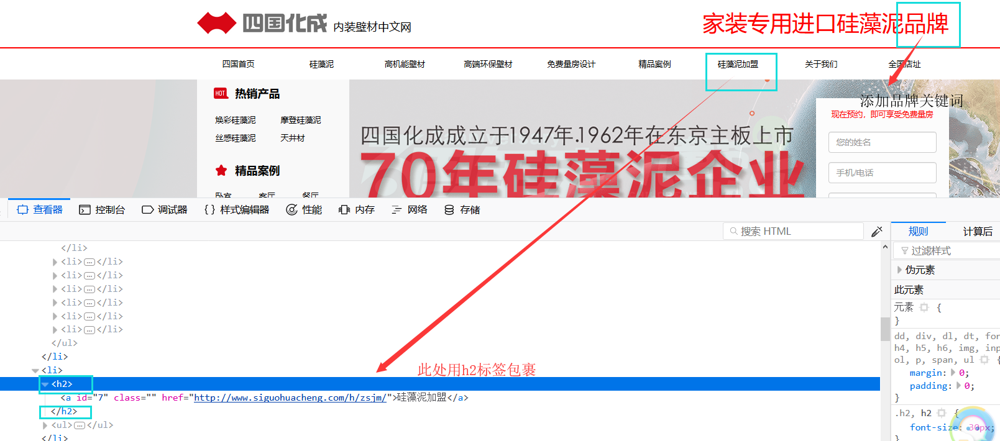 四国化成 内装壁材中文网
家装专用进口硅藻泥品牌
四国首页 硅藻泥 高机能壁材 高端环保壁材 免费量房设计 精品案例 硅藻泥加盟 关于我们 全国店址
HOT 热销产品
添加品牌关键词
现在预约，即可享受免费量房
焕彩硅藻泥 摩登硅藻泥
丝感硅藻泥 天井材
四国化成成立于1947年.1962年在东京主板上市
您的姓名
70年硅藻泥企业
精品案例
手机/电话
卧室 客厅 餐厅
查看器 控制台 调试器 {} 样式编辑器 性能 内存 网络 存储
搜索 HTML
规则 计算后
</li>
<li>…</li>
<li>…</li>
<li>…</li>
<li>…</li>
<li>…</li>
<li>…</li>
</ul>
</li>
<li>
此处用h2标签包裹
<h2>
<a id="7" class="" href="http://www.siguohuacheng.com/h/zsjm/">硅藻泥加盟</a>
</h2>
<ul>…</ul>
</li>
过滤样式
伪元素
此元素
元素 {
}
dd, div, dl, dt, for
h4, h5, h6, img, inp
ol, p, span, ul {
margin: 0;
padding: 0;
}
.h2, h2 {
font-size: 30px;
}